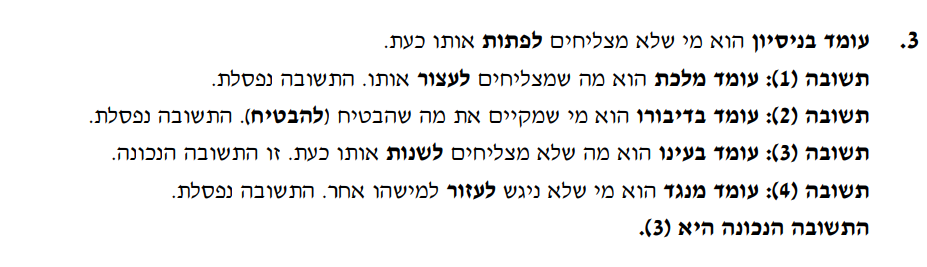 3. עומד בניסיון הוא מי שלא מצליחים לפתות אותו כעת.
תשובה (1): עומד מלכת הוא מה שמצליחים לעצור אותו. התשובה נפסלת.
תשובה (2): עומד בדיבורו הוא מי שמקיים את מה שהבטיח (להבטיח). התשובה נפסלת.
תשובה (3): עומד בעינו הוא מה שלא מצליחים לשנות אותו כעת. זו התשובה הנכונה.
תשובה (4): עומד מנגד הוא מי שלא ניגש לעזור למישהו אחר. התשובה נפסלת.
התשובה הנכונה היא (3).